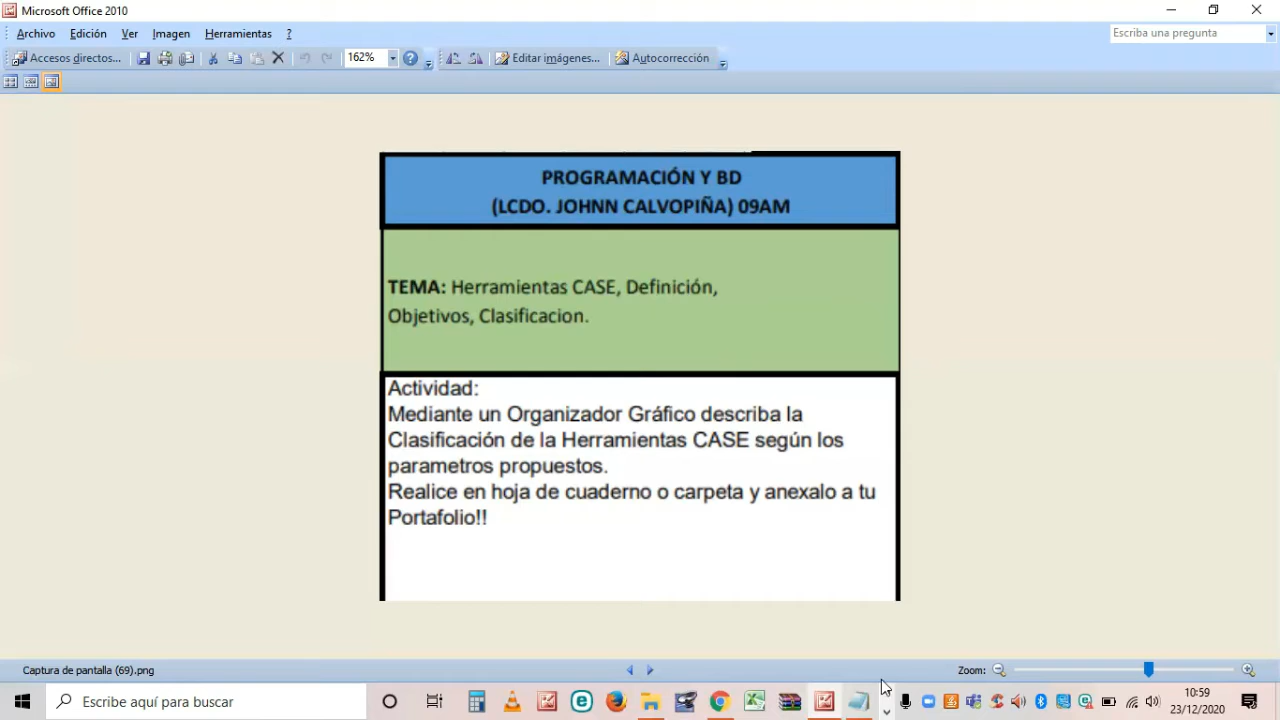 Microsoft Office 2010
Archivo Edición Ver Imagen Herramientas ?
Escriba una pregunta
Accesos directos... 162% Editar imágenes... Autocorrección
PROGRAMACIÓN Y BD
(LCDO. JOHNN CALVOPIÑA) 09AM
TEMA: Herramientas CASE, Definición,
Objetivos, Clasificacion.
Actividad:
Mediante un Organizador Gráfico describa la
Clasificación de la Herramientas CASE según los
parametros propuestos.
Realice en hoja de cuaderno o carpeta y anexalo a tu
Portafolio!!
Captura de pantalla (69).png
Zoom:
Escribe aquí para buscar
10:59
23/12/2020